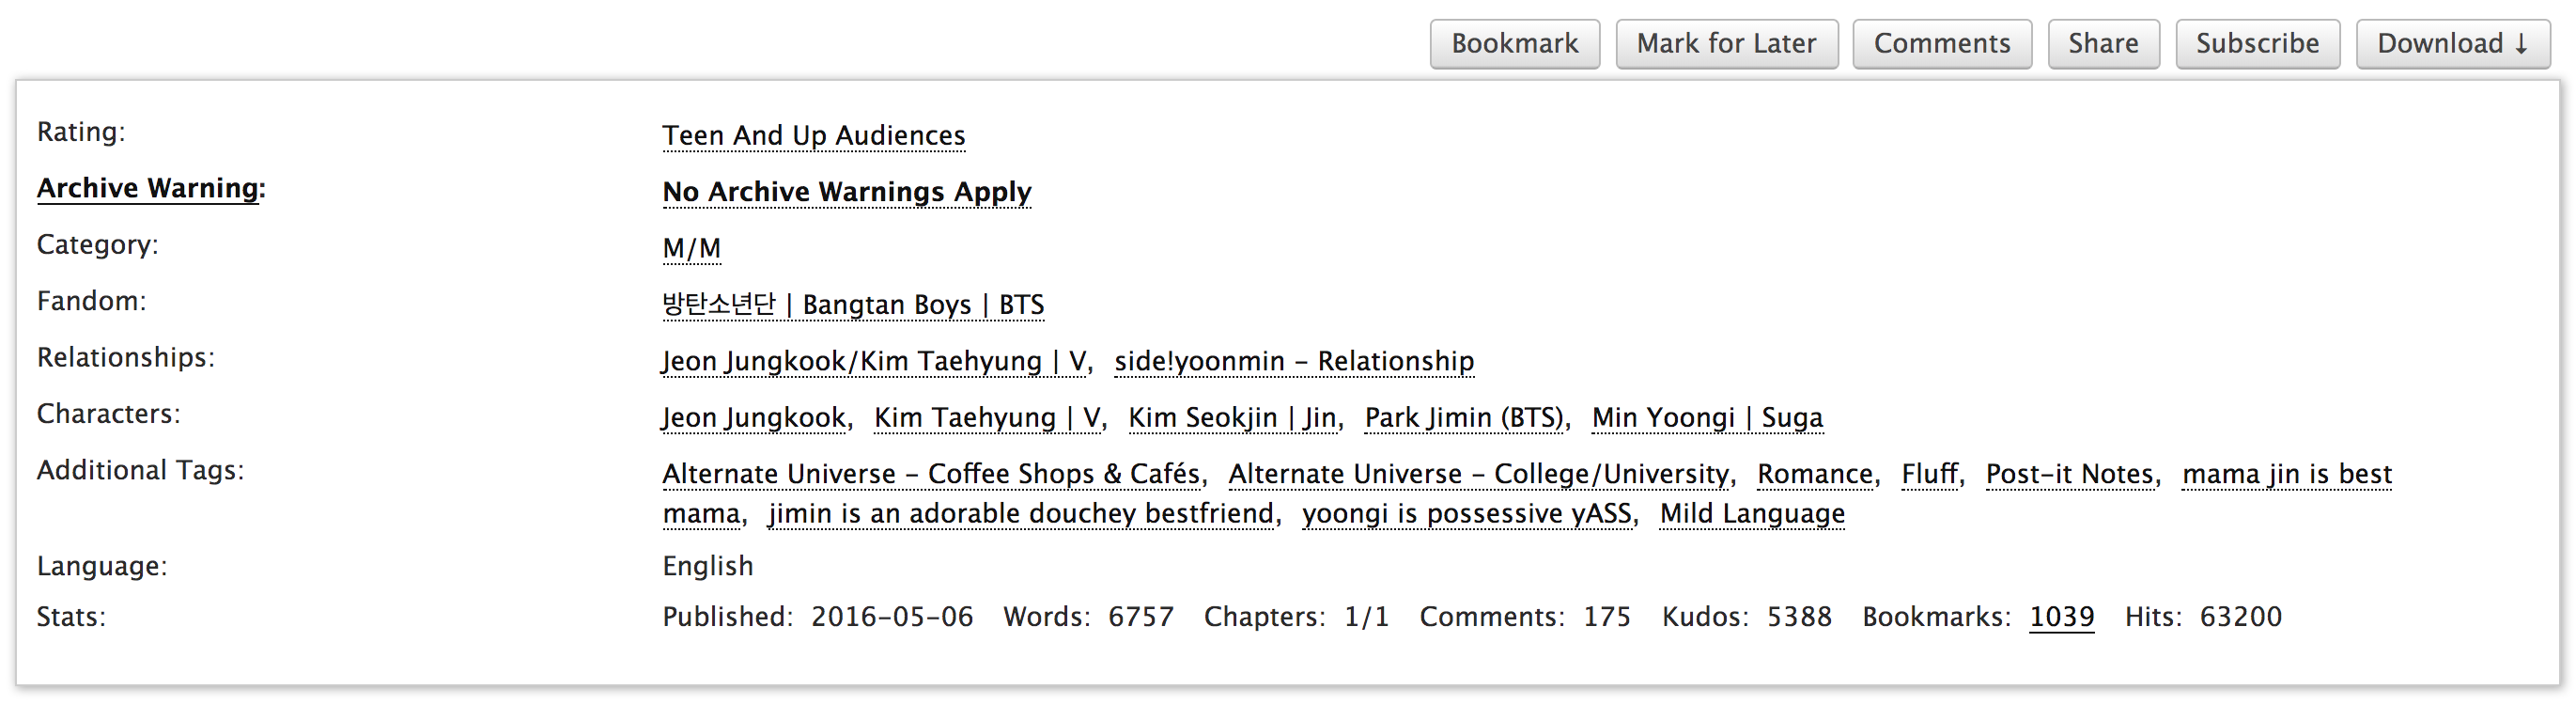 Bookmark Mark for Later Comments Share Subscribe Download ↓
Rating: Teen And Up Audiences
Archive Warning: No Archive Warnings Apply
Category: M/M
Fandom: 방탄소년단 | Bangtan Boys | BTS
Relationships: Jeon Jungkook/Kim Taehyung | V, side!yoonmin - Relationship
Characters: Jeon Jungkook, Kim Taehyung | V, Kim Seokjin | Jin, Park Jimin (BTS), Min Yoongi | Suga
Additional Tags: Alternate Universe - Coffee Shops & Cafés, Alternate Universe - College/University, Romance, Fluff, Post-it Notes, mama jin is best
mama, jimin is an adorable douchey bestfriend, yoongi is possessive yASS, Mild Language
Language: English
Stats: Published: 2016-05-06 Words: 6757 Chapters: 1/1 Comments: 175 Kudos: 5388 Bookmarks: 1039 Hits: 63200